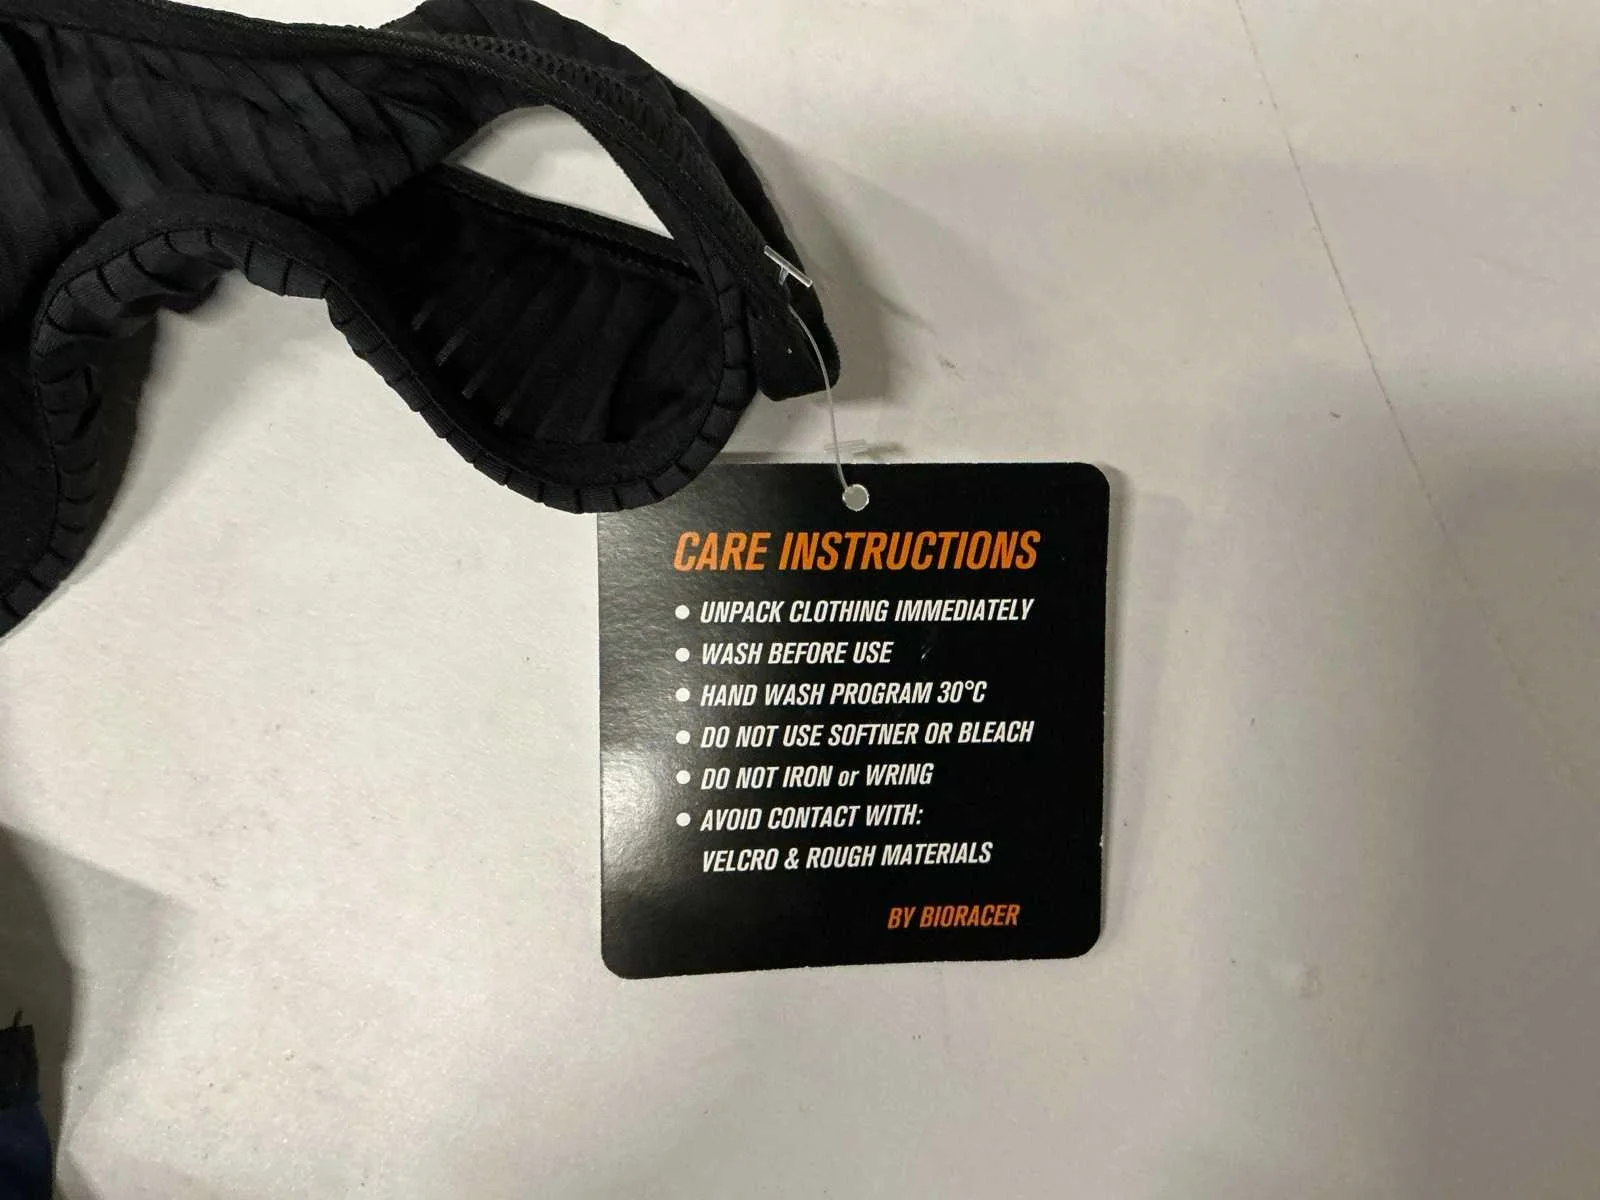 CARE INSTRUCTIONS
• UNPACK CLOTHING IMMEDIATELY
• WASH BEFORE USE
• HAND WASH PROGRAM 30°C
• DO NOT USE SOFTNER OR BLEACH
• DO NOT IRON or WRING
• AVOID CONTACT WITH:
VELCRO & ROUGH MATERIALS
BY BIORACER